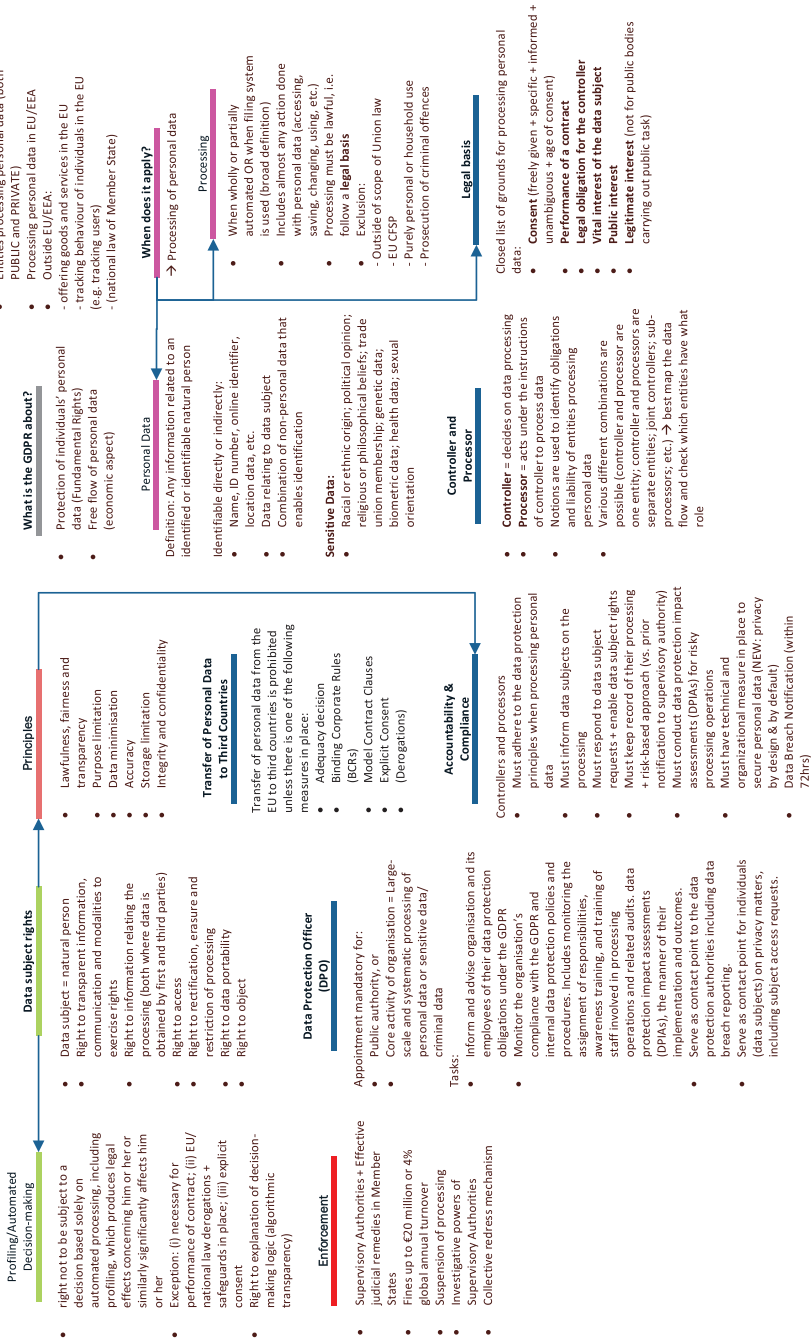 Profiling/Automated
Decision-making
• right not to be subject to a
decision based solely on
automated processing, including
profiling, which produces legal
effects concerning him or her or
similarly significantly affects him
or her
• Exception: (i) necessary for
performance of contract; (ii) EU/
national law derogations +
safeguards in place; (iii) explicit
consent
• Right to explanation of decision-
making logic (algorithmic
transparency)
Enforcement
• Supervisory Authorities + Effective
judicial remedies in Member
States
• Fines up to €20 million or 4%
global annual turnover
• Suspension of processing
• Investigative powers of
Supervisory Authorities
• Collective redress mechanism
Data subject rights
• Data subject = natural person
• Right to transparent information,
communication and modalities to
exercise rights
• Right to information relating the
processing (both where data is
obtained by first and third parties)
• Right to access
• Right to rectification, erasure and
restriction of processing
• Right to data portability
• Right to object
Data Protection Officer
(DPO)
Appointment mandatory for:
• Public authority, or
• Core activity of organisation = Large-
scale and systematic processing of
personal data or sensitive data/
criminal data
Tasks:
• Inform and advise organisation and its
employees of their data protection
obligations under the GDPR
• Monitor the organisation's
compliance with the GDPR and
internal data protection policies and
procedures. Includes monitoring the
assignment of responsibilities,
awareness training, and training of
staff involved in processing
operations and related audits. data
protection impact assessments
(DPIAs), the manner of their
implementation and outcomes.
• Serve as contact point to the data
protection authorities including data
breach reporting.
• Serve as contact point for individuals
(data subjects) on privacy matters,
including subject access requests.
Principles
• Lawfulness, fairness and
transparency
• Purpose limitation
• Data minimisation
• Accuracy
• Storage limitation
• Integrity and confidentiality
Transfer of Personal Data
to Third Countries
Transfer of personal data from the
EU to third countries is prohibited
unless there is one of the following
measures in place:
• Adequacy decision
• Binding Corporate Rules
(BCRs)
• Model Contract Clauses
• Explicit Consent
• (Derogations)
Accountability &
Compliance
Controllers and processors
• Must adhere to the data protection
principles when processing personal
data
• Must inform data subjects on the
processing
• Must respond to data subject
requests + enable data subject rights
• Must keep record of their processing
+ risk-based approach (vs. prior
notification to supervisory authority)
• Must conduct data protection impact
assessments (DPIAs) for risky
processing operations
• Must have technical and
organizational measure in place to
secure personal data (NEW: privacy
by design & by default)
• Data Breach Notification (within
72hrs)
What is the GDPR about?
• Protection of individuals' personal
data (Fundamental Rights)
• Free flow of personal data
(economic aspect)
Personal Data
Definition: Any information related to an
identified or identifiable natural person
Identifiable directly or indirectly:
• Name, ID number, online identifier,
location data, etc.
• Data relating to data subject
• Combination of non-personal data that
enables identification
Sensitive Data:
• Racial or ethnic origin; political opinion;
religious or philosophical beliefs; trade
union membership; genetic data;
biometric data; health data; sexual
orientation
Controller and
Processor
• Controller = decides on data processing
• Processor = acts under the instructions
of controller to process data
• Notions are used to identify obligations
and liability of entities processing
personal data
• Various different combinations are
possible (controller and processor are
one entity; controller and processors are
separate entities; joint controllers; sub-
processors; etc.) → best map the data
flow and check which entities have what
role
• Entities processing personal data (both
PUBLIC and PRIVATE)
• Processing personal data in EU/EEA
• Outside EU/EEA:
- offering goods and services in the EU
- tracking behaviour of individuals in the EU
(e.g. tracking users)
- (national law of Member State)
When does it apply?
→ Processing of personal data
Processing
• When wholly or partially
automated OR when filing system
is used (broad definition)
• Includes almost any action done
with personal data (accessing,
saving, changing, using, etc.)
• Processing must be lawful, i.e.
follow a legal basis
• Exclusion:
- Outside of scope of Union law
- EU CFSP
- Purely personal or household use
- Prosecution of criminal offences
Legal basis
Closed list of grounds for processing personal
data:
• Consent (freely given + specific + informed +
unambiguous + age of consent)
• Performance of a contract
• Legal obligation for the controller
• Vital interest of the data subject
• Public interest
• Legitimate interest (not for public bodies
carrying out public task)